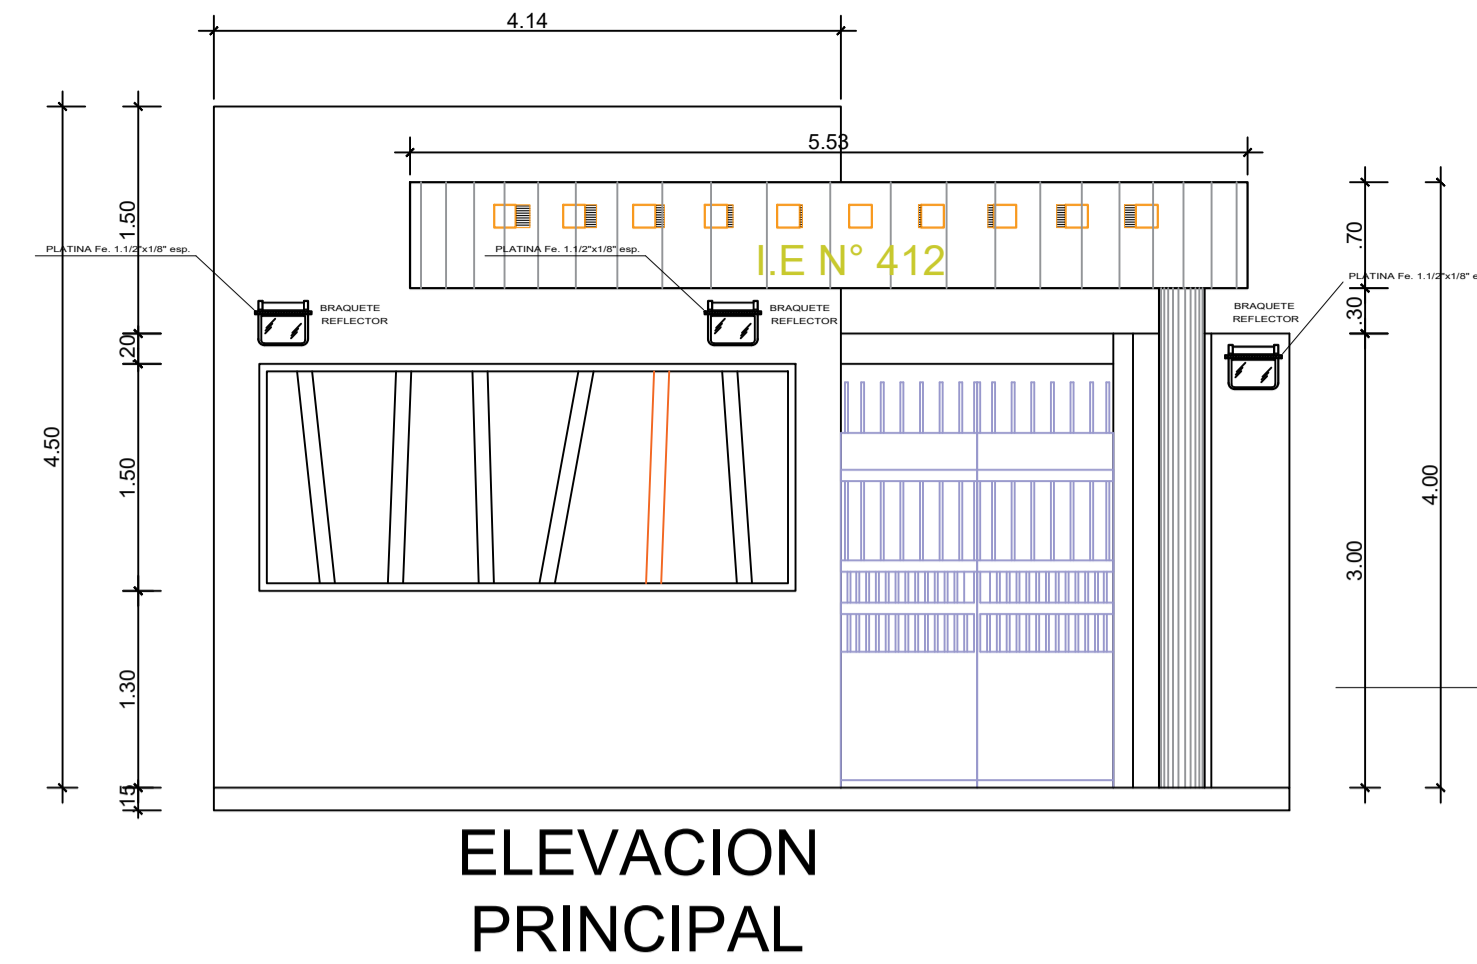 4.14
5.53
1.50
.70
PLATINA Fe. 1.1/2"x1/8" esp.
PLATINA Fe. 1.1/2"x1/8" esp.
I.E N° 412
PLATINA Fe. 1.1/2"x1/8" e
BRAQUETE
REFLECTOR
BRAQUETE
REFLECTOR
BRAQUETE
REFLECTOR
.30
.20
4.50
1.50
4.00
3.00
1.30
.15
ELEVACION
PRINCIPAL